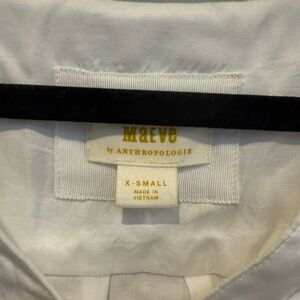 Maeve
by ANTHROPOLOGIE
X-SMALL
MADE IN
VIETNAM